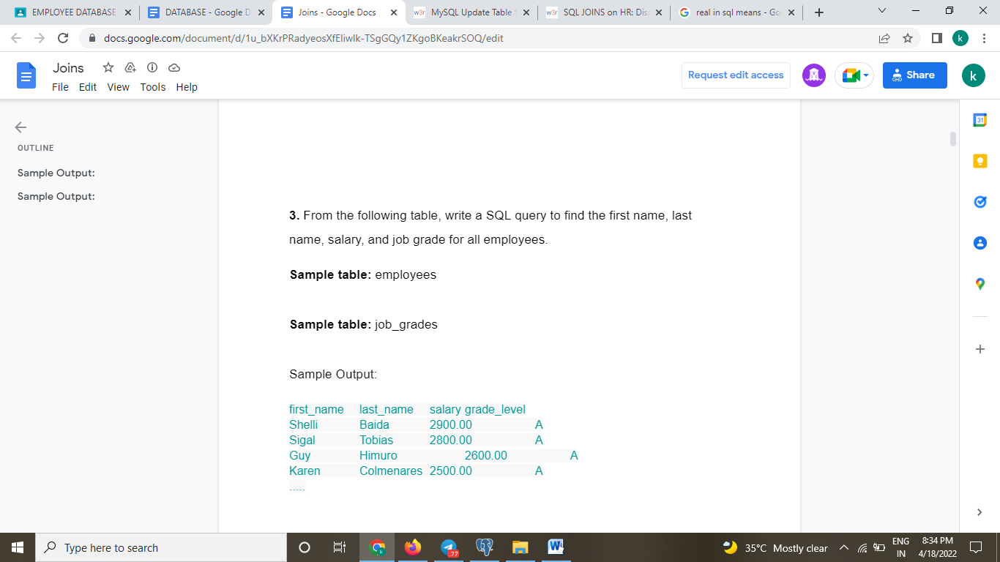 EMPLOYEE DATABASE
DATABASE - Google D
Joins - Google Docs
w3r MySQL Update Table S
w3r SQL JOINS on HR: Dis
G real in sql means - Go
docs.google.com/document/d/1u_bXKrPRadyeosXfEliwIk-TSgGQy1ZKgoBKeakrSOQ/edit
k
Joins
File Edit View Tools Help
Request edit access
Share
k
31
OUTLINE
Sample Output:
Sample Output:
3. From the following table, write a SQL query to find the first name, last
name, salary, and job grade for all employees.
Sample table: employees
Sample table: job_grades
Sample Output:
first_name last_name salary grade_level
Shelli Baida 2900.00 A
Sigal Tobias 2800.00 A
Guy Himuro 2600.00 A
Karen Colmenares 2500.00 A
.....
Type here to search
k
77
W
35°C Mostly clear
ENG
IN
8:34 PM
4/18/2022